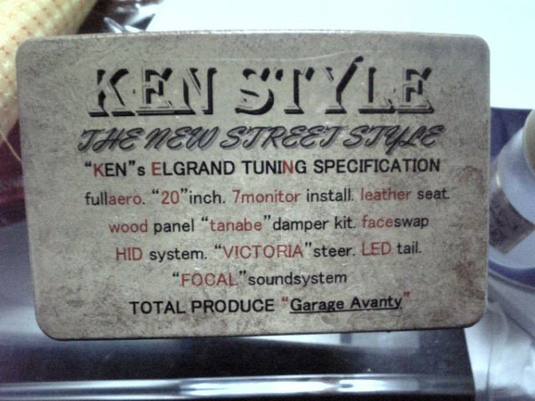 KEN STYLE
THE NEW STREET STYLE
"KEN"s ELGRAND TUNING SPECIFICATION
fullaero. "20"inch. 7monitor install. leather seat.
wood panel "tanabe"damper kit. faceswap
HID system. "VICTORIA"steer. LED tail.
"FOCAL"soundsystem
TOTAL PRODUCE "Garage Avanty"